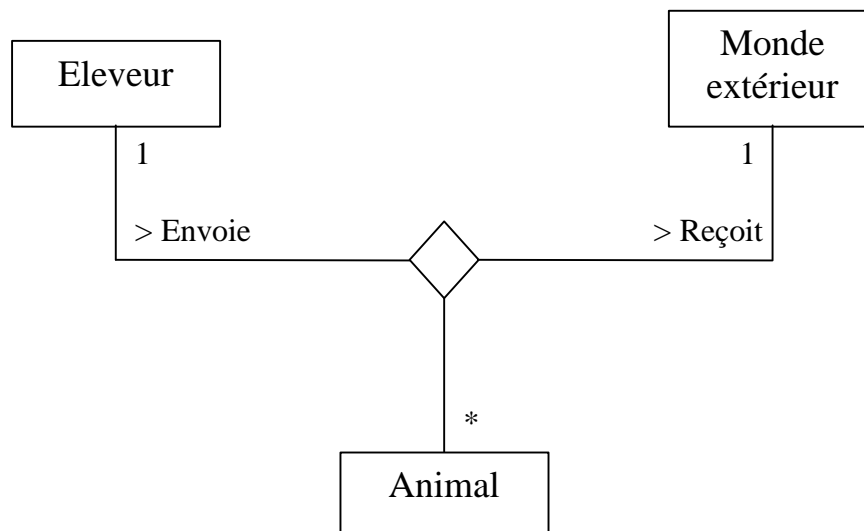 Eleveur
Monde
extérieur
1
1
> Envoie
> Reçoit
*
Animal